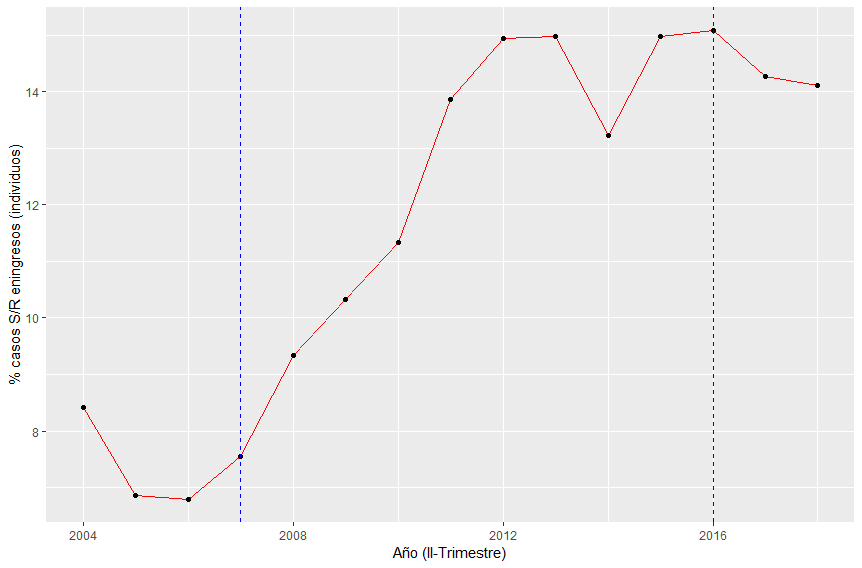 % casos S/R eningresos (individuos)
14
12
10
8
2004 2008 2012 2016
Año (II-Trimestre)